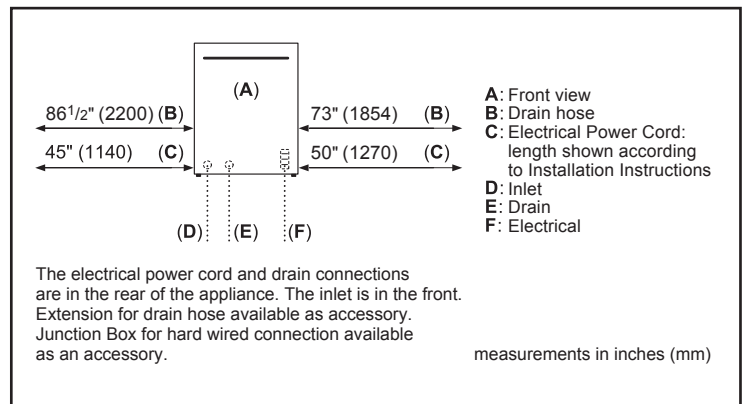 (A)
86 1/2" (2200) (B)
73" (1854) (B)
45" (1140) (C)
50" (1270) (C)
(D) (E) (F)
A: Front view
B: Drain hose
C: Electrical Power Cord:
length shown according
to Installation Instructions
D: Inlet
E: Drain
F: Electrical
The electrical power cord and drain connections
are in the rear of the appliance. The inlet is in the front.
Extension for drain hose available as accessory.
Junction Box for hard wired connection available
as an accessory.
measurements in inches (mm)